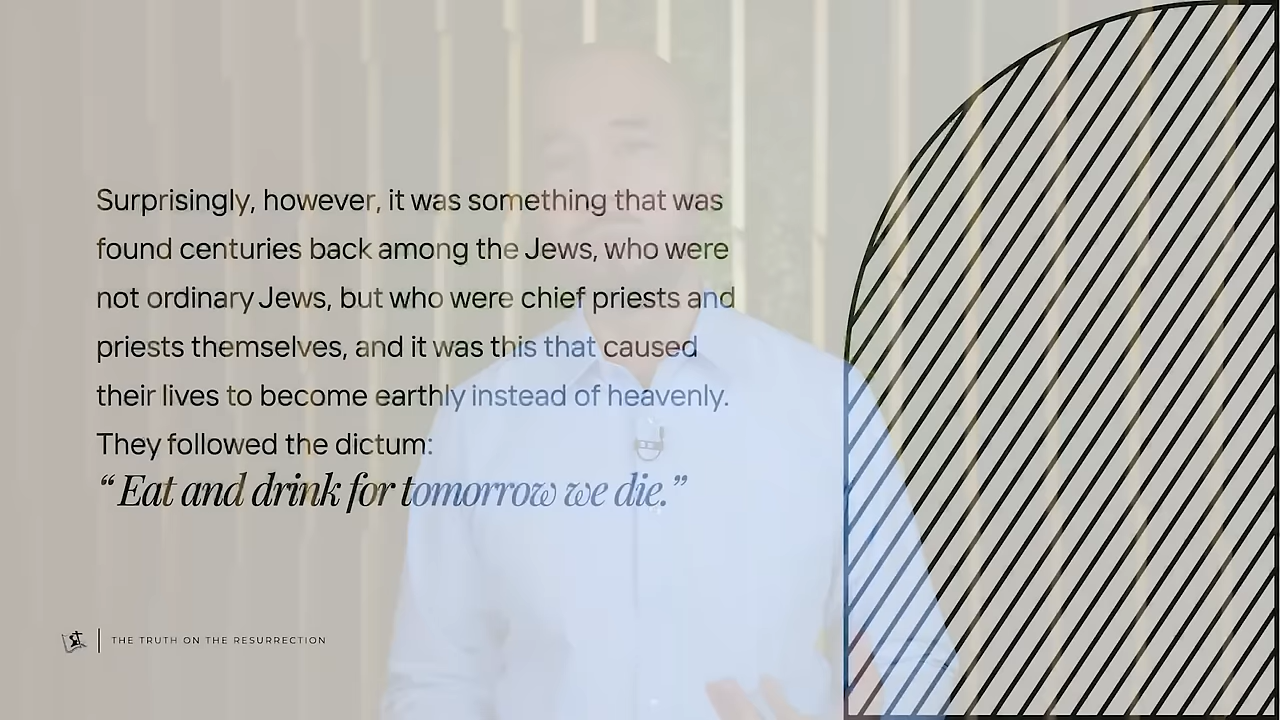 Surprisingly, however, it was something that was
found centuries back among the Jews, who were
not ordinary Jews, but who were chief priests and
priests themselves, and it was this that caused
their lives to become earthly instead of heavenly.
They followed the dictum:
“Eat and drink for tomorrow we die.”
THE TRUTH ON THE RESURRECTION